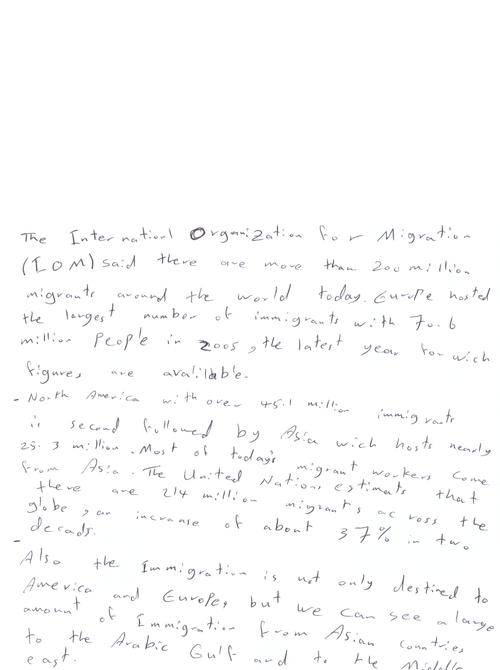 The Internationl Organization for Migration
(IOM) said there are more than 200 million
migrants around the world today. Europe hosted
the largest number of immigrants with 70.6
million People in 2005, the latest year for wich
figures are avalilable.
- North America with over 45.1 million immigrants
is second followed by Asia wich hosts nearly
25.3 million. Most of today's migrant workers come
from Asia. The United Nations estimats that
there are 214 million migrants ac ross the
globe, an increase of about 37% in two
decads.
-
Also the Immigration is not only destined to
America and Europe, but we can see a large
amount of Immigration from Asian countries
to the Arabic Gulf and to the Middle
east.